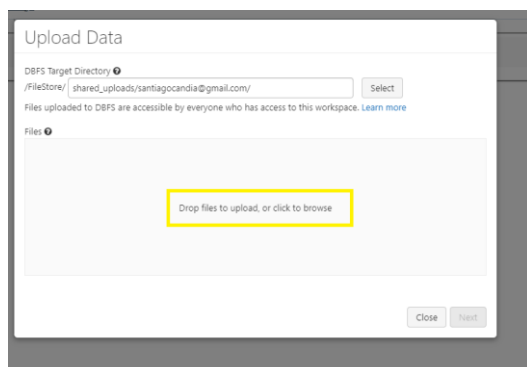 Upload Data
DBFS Target Directory
/FileStore/ shared_uploads/santiagocandia@gmail.com/ Select
Files uploaded to DBFS are accessible by everyone who has access to this workspace. Learn more
Files
Drop files to upload, or click to browse
Close Next